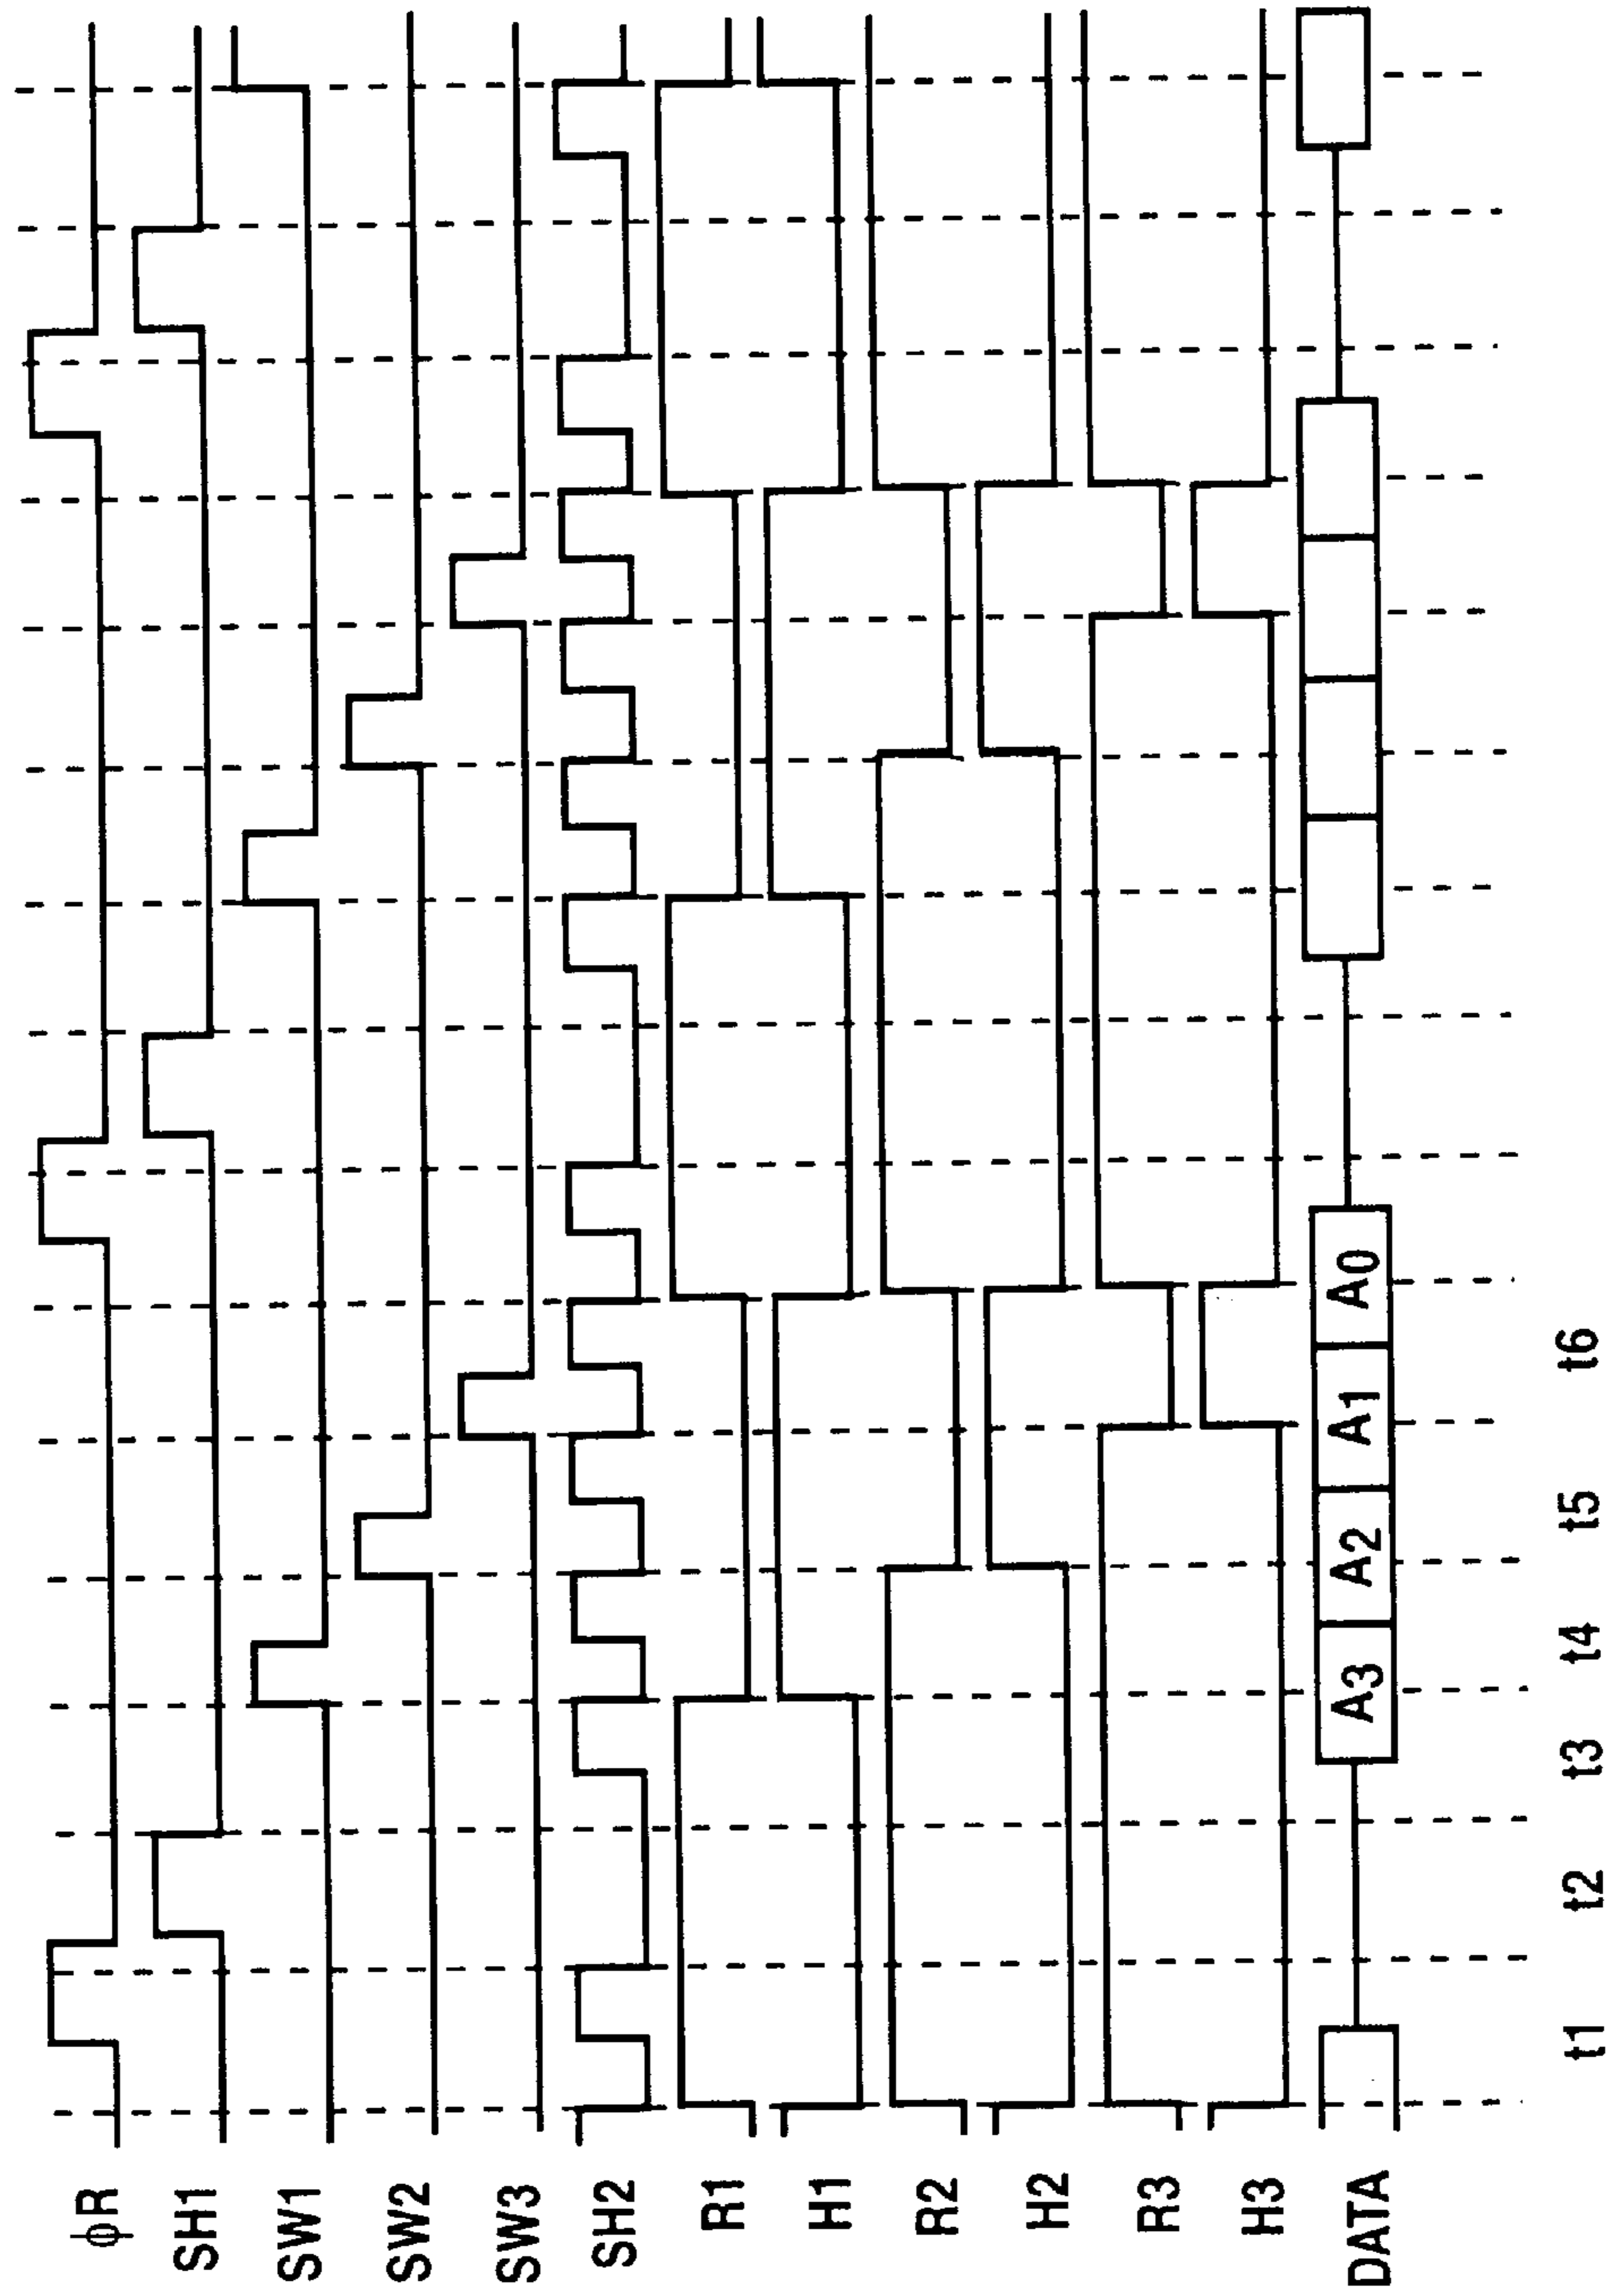 ϕR
SH1
SW1
SW2
SW3
SH2
R1
H1
R2
H2
R3
H3
DATA A3 A2 A1 A0
t1 t2 t3 t4 t5 t6